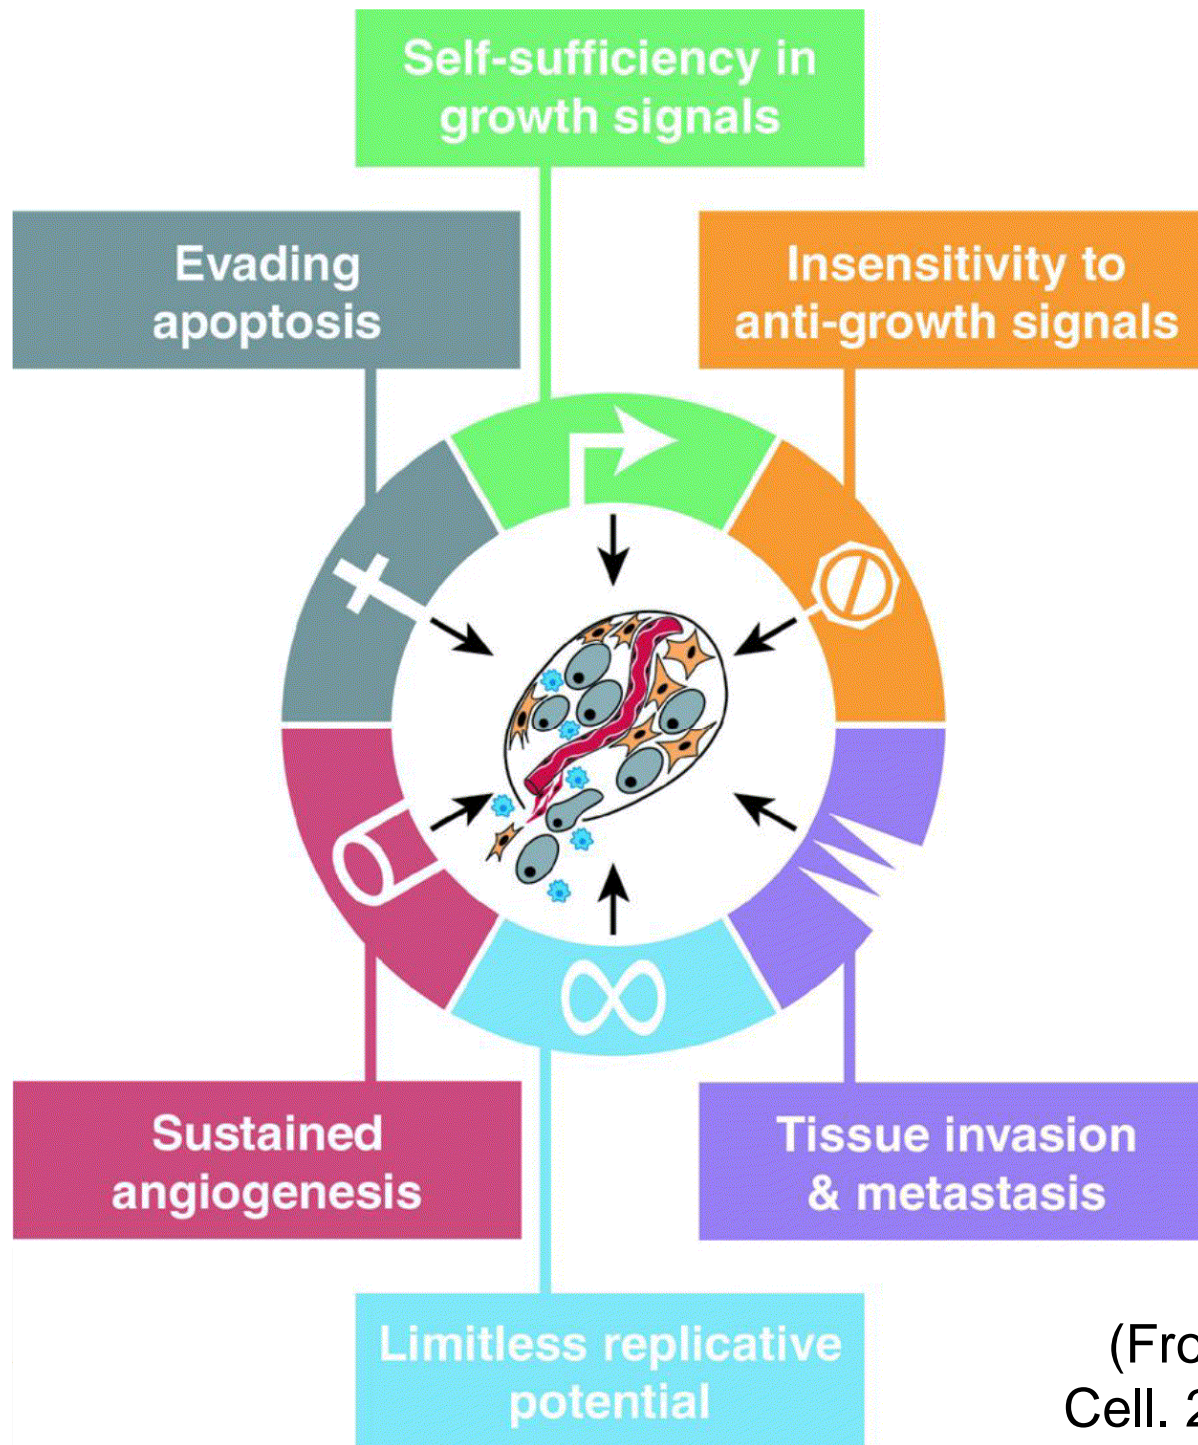 Self-sufficiency in
growth signals
Evading
apoptosis
Insensitivity to
anti-growth signals
Sustained
angiogenesis
Tissue invasion
& metastasis
Limitless replicative
potential
Cell.